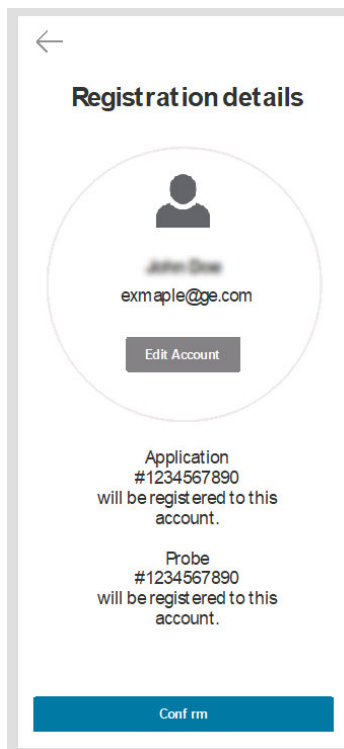 Registration details
exmaple@ge.com
Edit Account
Application
#1234567890
will be registered to this
account.
Probe
#1234567890
will be registered to this
account.
Conf rm